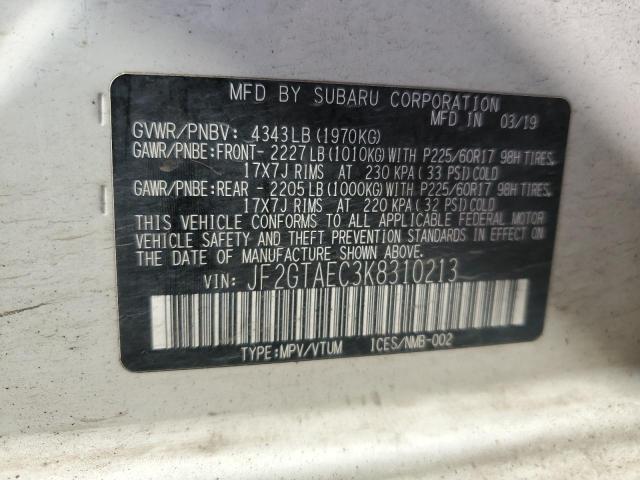 MFD BY SUBARU CORPORATION
MFD IN 03/19
GVWR/PNBV: 4343LB(1970KG)
GAWR/PNBE:FRONT-2227LB(1010KG)WITH P225/60R17 98H TIRES,
17X7J RIMS AT 230 KPA(33 PSI)COLD
GAWR/PNBE:REAR -2205LB(1000KG)WITH P225/60R17 98H TIRES,
17X7J RIMS AT 220 KPA(32 PSI)COLD
THIS VEHICLE CONFORMS TO ALL APPLICABLE FEDERAL MOTOR
VEHICLE SAFETY AND THEFT PREVENTION STANDARDS IN EFFECT ON
THE DATE OF MANUFACTURE SHOWN ABOVE.
VIN: JF2GTAEC3K8310213
TYPE:MPV/VTUM ICES/NMB-002